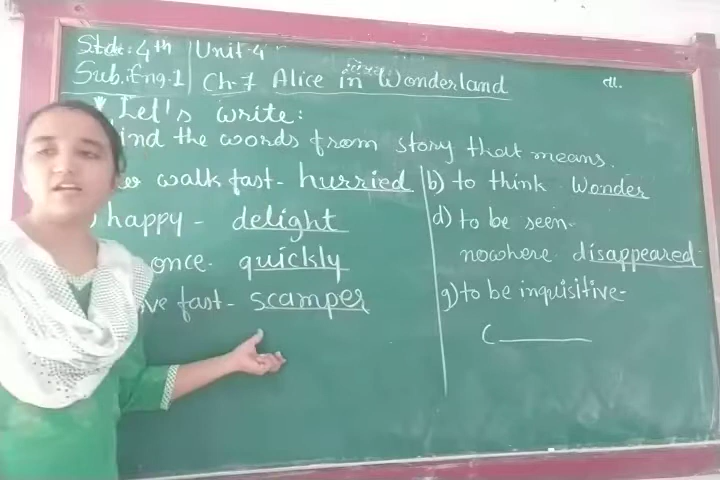 Std: 4th Unit-4
Sub: Eng.1 Ch-7 Alice in Wonderland
* Let's write:
ind the words from story that means.
walk fast- hurried b) to think Wonder
happy - delight d) to be seen
once- quickly nowhere disappeared.
ve fast- scamper g) to be inquisitive-
C______